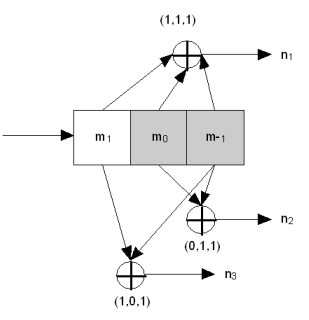 (1,1,1)
n1
m1 m0 m-1
n2
(0,1,1)
n3
(1,0,1)